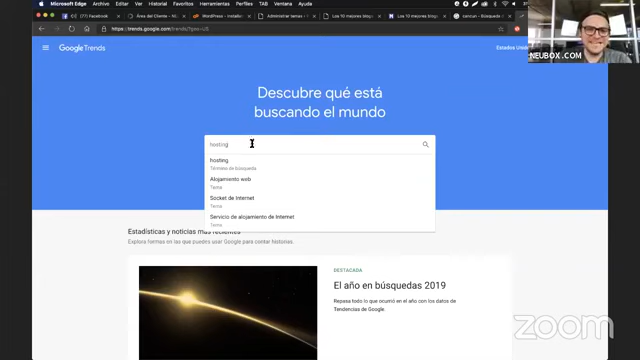 Microsoft Edge Archivo Editar Ver Historial Favoritos Herramientas Perfiles TAB Ventana Ayuda
(77) Facebook
Área del Cliente - N
WordPress - Instalar
Administrar temas
Los 10 mejores blog
Los 10 mejores blog
cancun - Búsqueda
https://trends.google.com/trends/?geo=US
Google Trends
Estados Unidos
NEUBOX.COM
Descubre qué está
buscando el mundo
hosting
hosting
Término de búsqueda
Alojamiento web
Tema
Socket de Internet
Tema
Servicio de alojamiento de Internet
Tema
Estadísticas y noticias más recientes
Explora formas en las que puedes usar Google para contar historias.
DESTACADA
El año en búsquedas 2019
Repasa todo lo que ocurrió en el año con los datos de
Tendencias de Google.
zoom